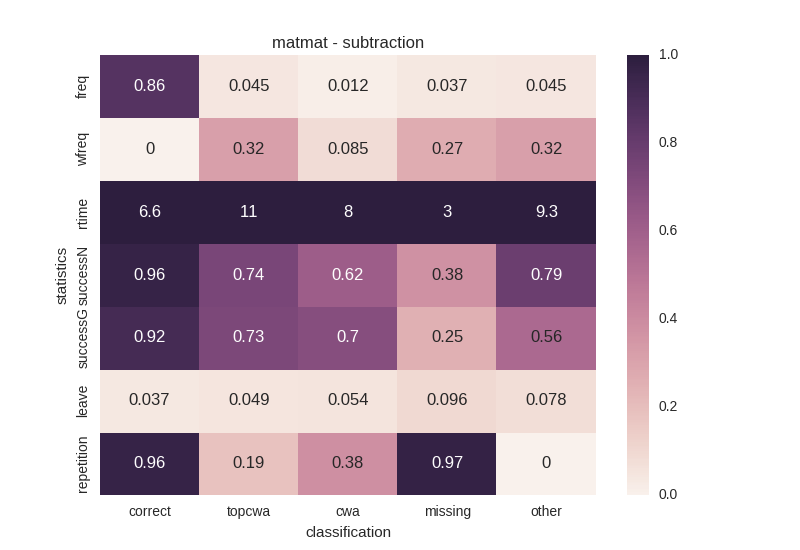 matmat - subtraction
freq 0.86 0.045 0.012 0.037 0.045
wfreq 0 0.32 0.085 0.27 0.32
rtime 6.6 11 8 3 9.3
successN 0.96 0.74 0.62 0.38 0.79
successG 0.92 0.73 0.7 0.25 0.56
leave 0.037 0.049 0.054 0.096 0.078
repetition 0.96 0.19 0.38 0.97 0
correct topcwa cwa missing other
classification
statistics
1.0
0.8
0.6
0.4
0.2
0.0